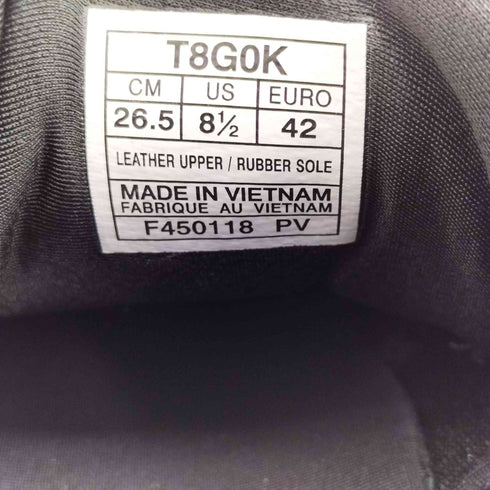 T8G0K
CM US EURO
26.5 8½ 42
LEATHER UPPER / RUBBER SOLE
MADE IN VIETNAM
FABRIQUE AU VIETNAM
F450118 PV